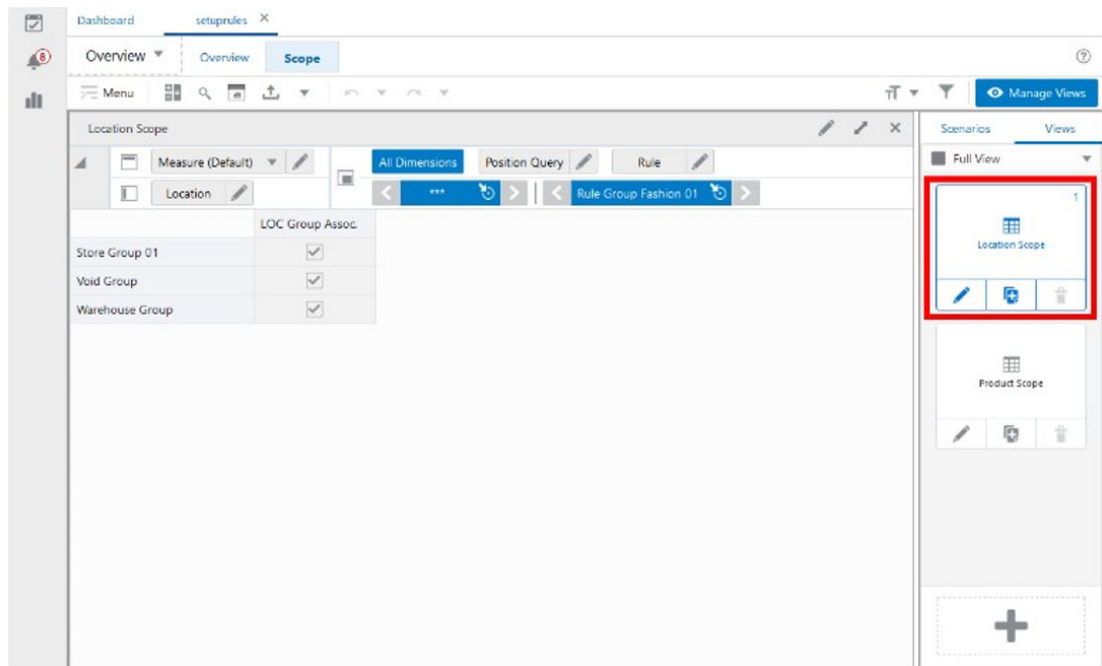 Dashboard setuprules ×
8
Overview Overview Scope
Menu Manage Views
Location Scope
Scenarios Views
Measure (Default) All Dimensions Position Query Rule
Full View
Location *** Rule Group Fashion 01
1
LOC Group Assoc.
Store Group 01
Location Scope
Void Group
Warehouse Group
Product Scope